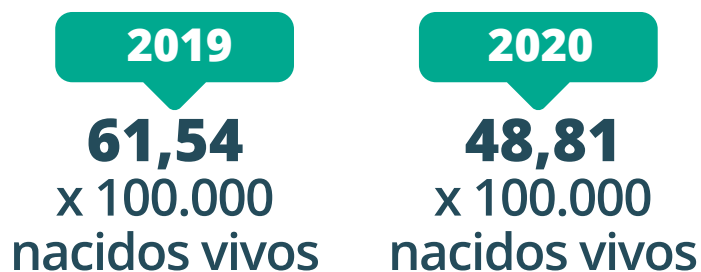 2019
61,54
x 100.000
nacidos vivos
2020
48,81
x 100.000
nacidos vivos